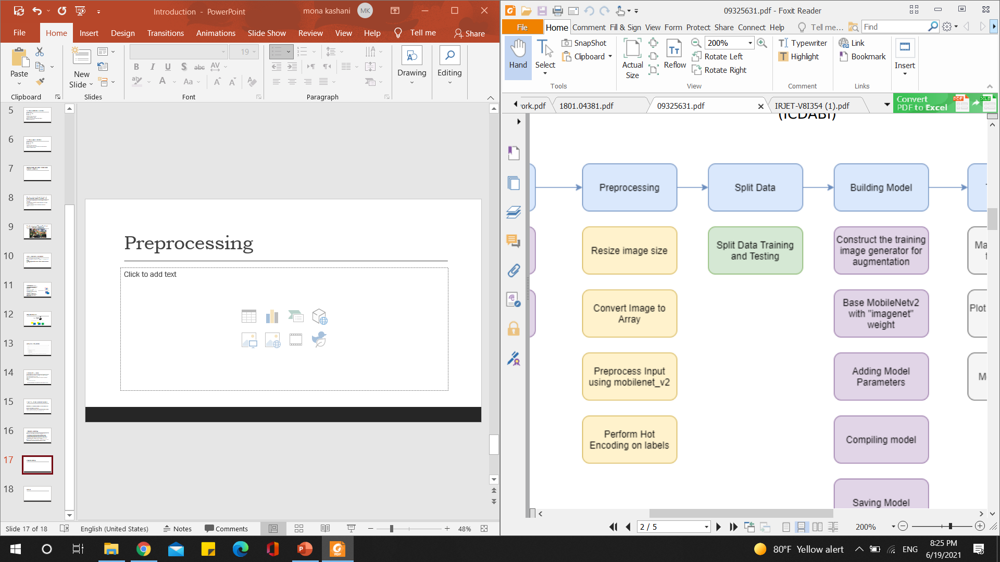 Introduction - PowerPoint
mona kashani
MK
File
Home
Insert
Design
Transitions
Animations
Slide Show
Review
View
Help
Tell me
Share
Paste
New
Slide
19
B I U S abc AV
A Aa A A
Drawing
Editing
Clipboard
Slides
Font
Paragraph
5
6
7
8
9
10
11
12
13
14
15
16
17
18
Preprocessing
Click to add text
Slide 17 of 18
English (United States)
Notes
Comments
48%
09325631.pdf - Foxit Reader
File
Home
Comment
Fill & Sign
View
Form
Protect
Share
Connect
Help
Tell me...
Find
Hand
Select
SnapShot
Clipboard
Actual
Size
Reflow
200%
Rotate Left
Rotate Right
Typewriter
Highlight
Link
Bookmark
Insert
Tools
View
Comment
Links
ork.pdf
1801.04381.pdf
09325631.pdf
IRJET-V8I354 (1).pdf
Convert
PDF to Excel
PDF
XLS
(ICDABI)
Preprocessing
Split Data
Building Model
Resize image size
Split Data Training
and Testing
Construct the training
image generator for
augmentation
Ma
Convert Image to
Array
Base MobileNetv2
with "imagenet"
weight
Plot
Preprocess Input
using mobilenet_v2
Adding Model
Parameters
Perform Hot
Encoding on labels
Compiling model
Saving Model
2 / 5
200%
80°F Yellow alert
ENG
8:25 PM
6/19/2021